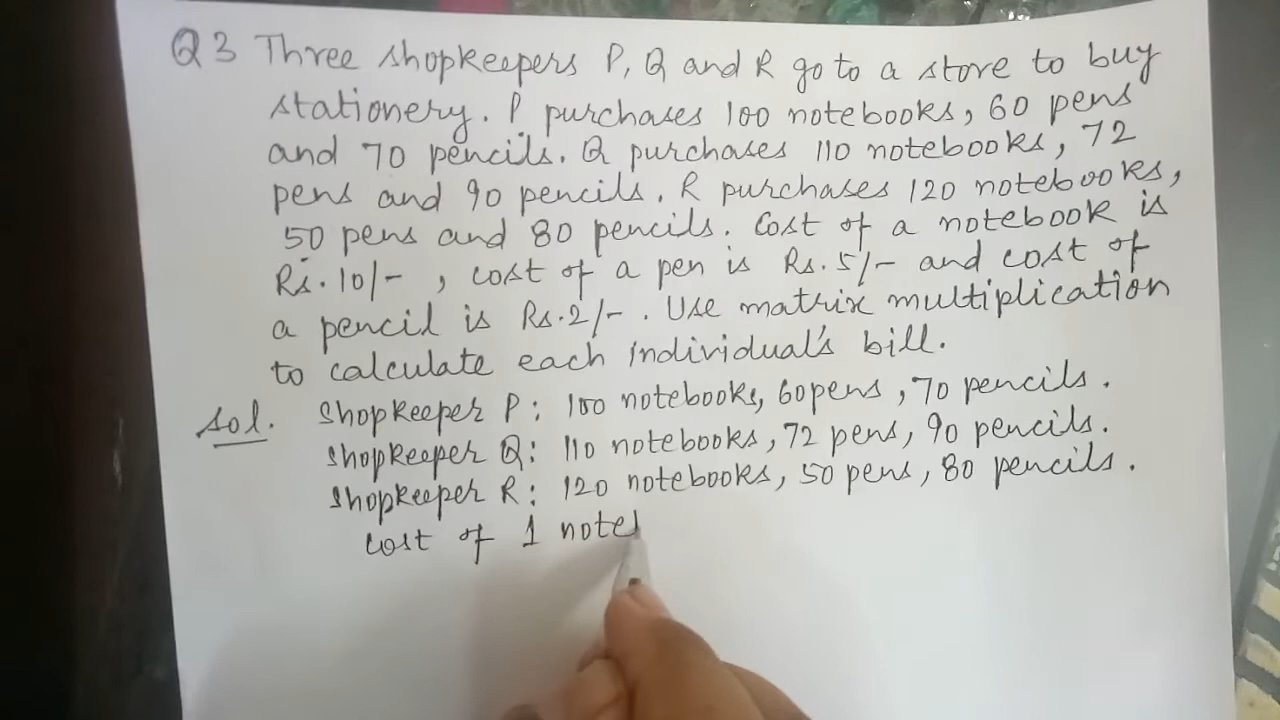 Q3 Three shopkeepers P, Q and R go to a store to buy
stationery. P purchases 100 notebooks, 60 pens
and 70 pencils. Q purchases 110 notebooks, 72
pens and 90 pencils. R purchases 120 notebooks,
50 pens and 80 pencils. Cost of a notebook is
Rs. 10/-, cost of a pen is Rs. 5/- and cost of
a pencil is Rs. 2/-. Use matrix multiplication
to calculate each individual's bill.
Sol. Shopkeeper P: 100 notebooks, 60 pens, 70 pencils.
Shopkeeper Q: 110 notebooks, 72 pens, 90 pencils.
Shopkeeper R: 120 notebooks, 50 pens, 80 pencils.
Cost of 1 note